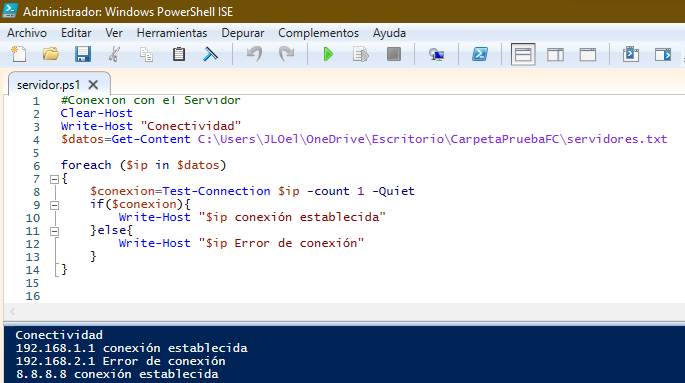 Administrador: Windows PowerShell ISE
Archivo Editar Ver Herramientas Depurar Complementos Ayuda
servidor.ps1
1 #Conexión con el Servidor
2 Clear-Host
3 Write-Host "Conectividad"
4 $datos=Get-Content C:\Users\JLOel\OneDrive\Escritorio\CarpetaPruebaFC\servidores.txt
5
6 foreach ($ip in $datos)
7 {
8 $conexion=Test-Connection $ip -count 1 -Quiet
9 if($conexion){
10 Write-Host "$ip conexión establecida"
11 }else{
12 Write-Host "$ip Error de conexión"
13 }
14 }
15
16
Conectividad
192.168.1.1 conexión establecida
192.168.2.1 Error de conexión
8.8.8.8 conexión establecida